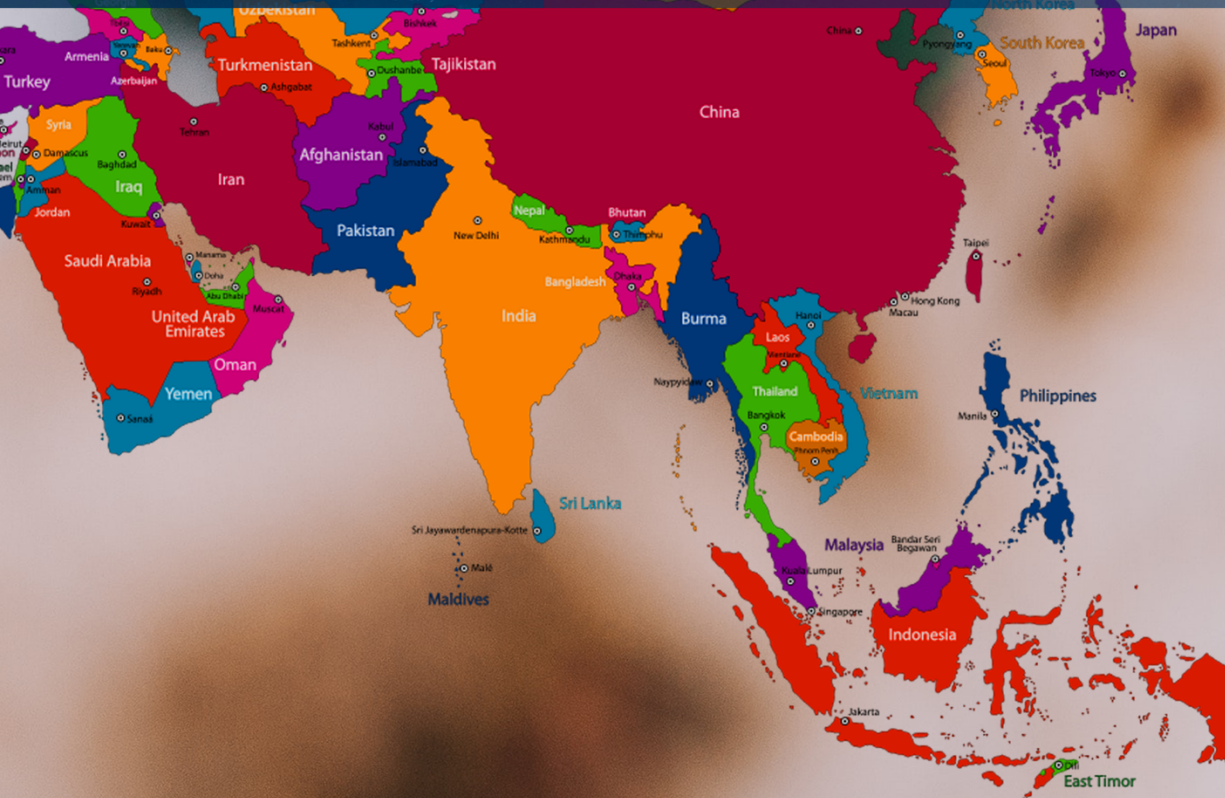 Uzbekistan
North Korea
Bishkek
Tbilisi
China
Japan
Tashkent
Pyongyang
South Korea
Yerevan
Baku
Armenia
Turkmenistan
Tajikistan
Seoul
Dushanbe
Turkey
Azerbaijan
Ashgabat
Tokyo
China
Syria
Tehran
Kabul
Beirut
Damascus
Afghanistan
Islamabad
Baghdad
Iraq
Iran
Amman
Jordan
Nepal
Bhutan
Kuwait
Pakistan
New Delhi
Kathmandu
Thimphu
Taipei
Saudi Arabia
Manama
Doha
Riyadh
Abu Dhabi
Bangladesh
Dhaka
Muscat
Hong Kong
Macau
United Arab
Emirates
India
Burma
Hanoi
Laos
Vientiane
Oman
Naypyidaw
Thailand
Vietnam
Philippines
Yemen
Sanaá
Bangkok
Manila
Cambodia
Phnom Penh
Sri Lanka
Sri Jayawardenapura-Kotte
Malaysia
Bandar Seri
Begawan
Malé
Kuala Lumpur
Maldives
Singapore
Indonesia
Jakarta
Dili
East Timor